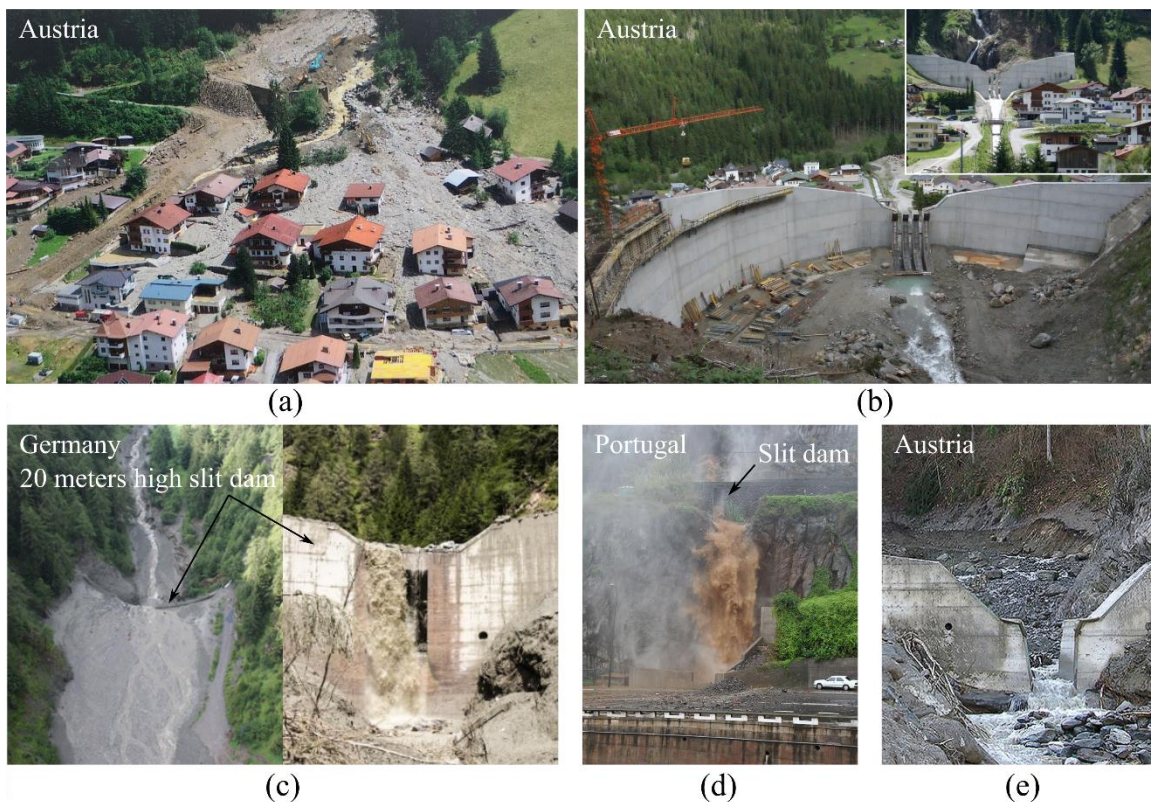 Austria
Austria
(a)
(b)
Germany
20 meters high slit dam
Portugal
Slit dam
Austria
(c)
(d)
(e)